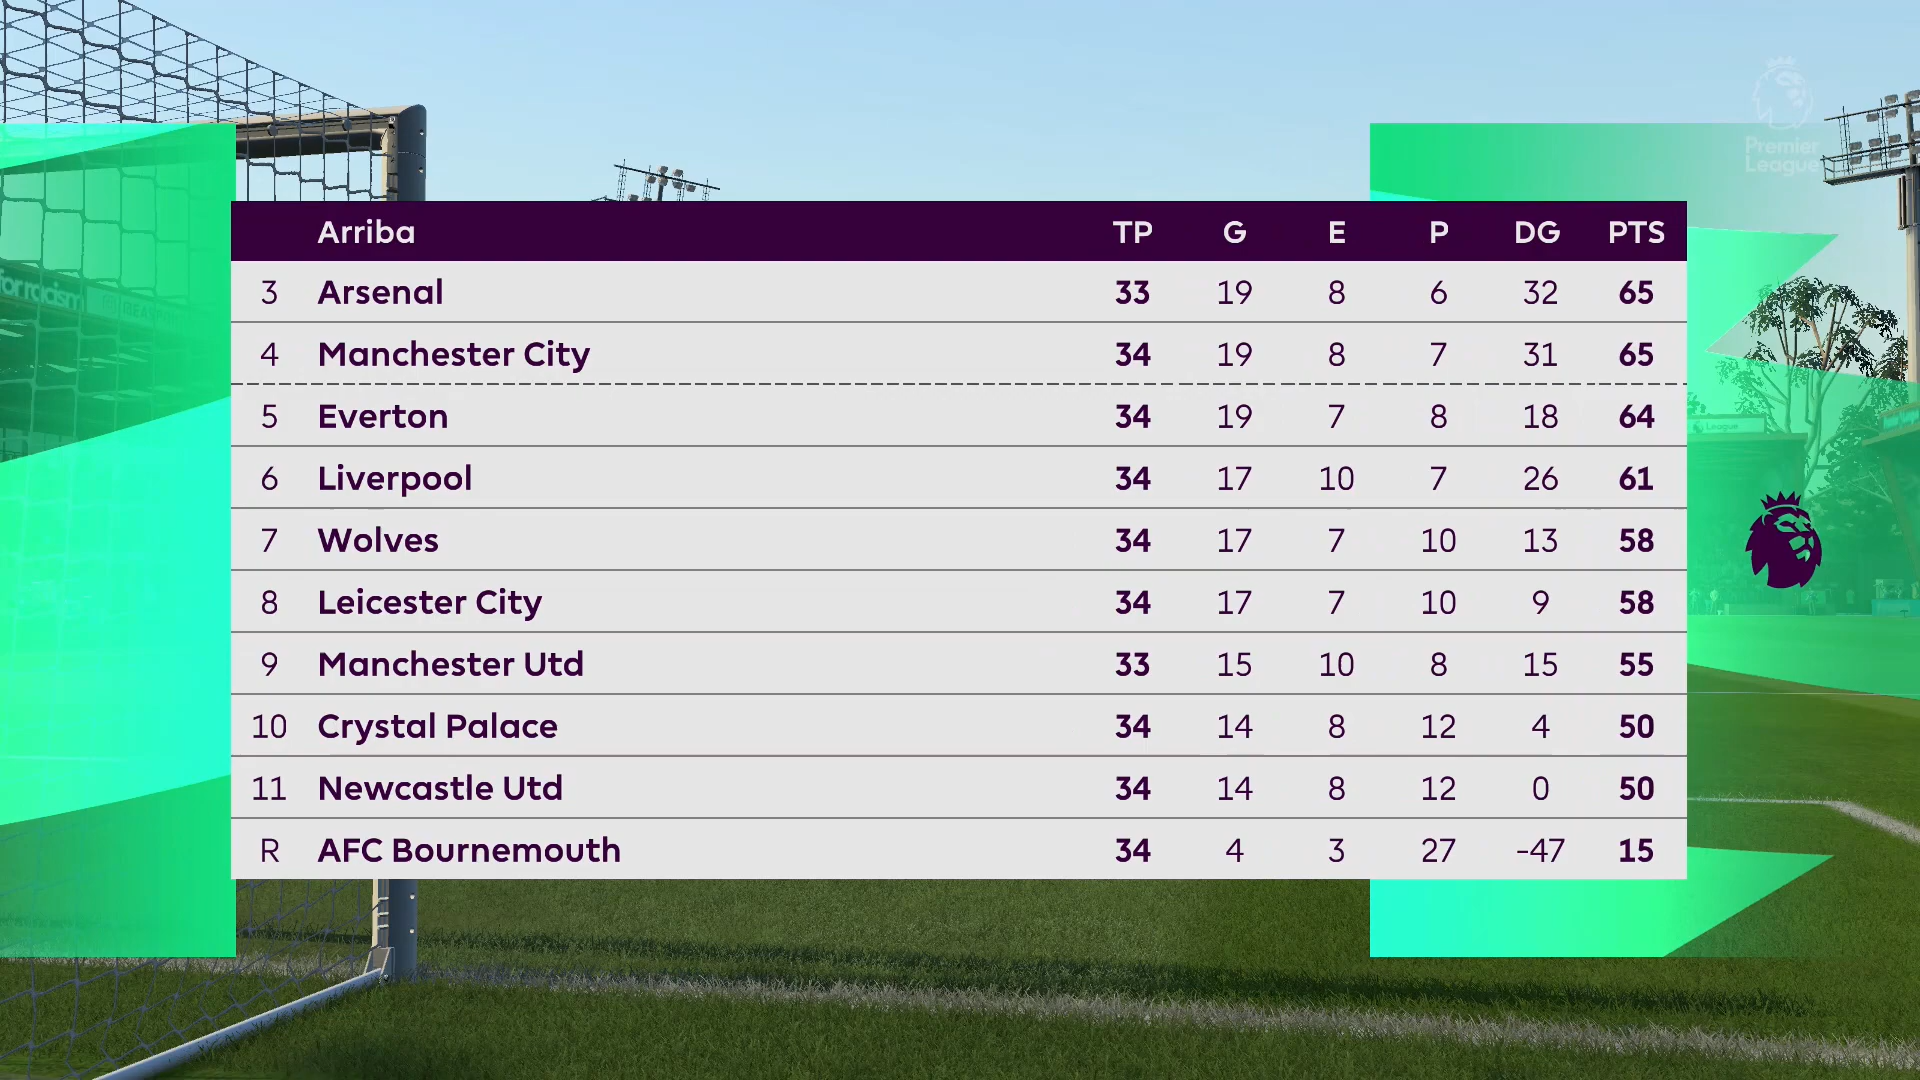 Premier
League
for racism
Arriba TP G E P DG PTS
3 Arsenal 33 19 8 6 32 65
4 Manchester City 34 19 8 7 31 65
5 Everton 34 19 7 8 18 64
League
6 Liverpool 34 17 10 7 26 61
7 Wolves 34 17 7 10 13 58
8 Leicester City 34 17 7 10 9 58
9 Manchester Utd 33 15 10 8 15 55
10 Crystal Palace 34 14 8 12 4 50
11 Newcastle Utd 34 14 8 12 0 50
R AFC Bournemouth 34 4 3 27 -47 15